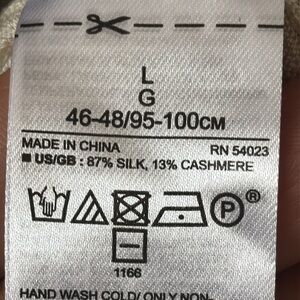 L
G
46-48/95-100CM
MADE IN CHINA RN 54023
■ US/GB : 87% SILK, 13% CASHMERE
P ®
1166
HAND WASH COLD/ ONLY NON-